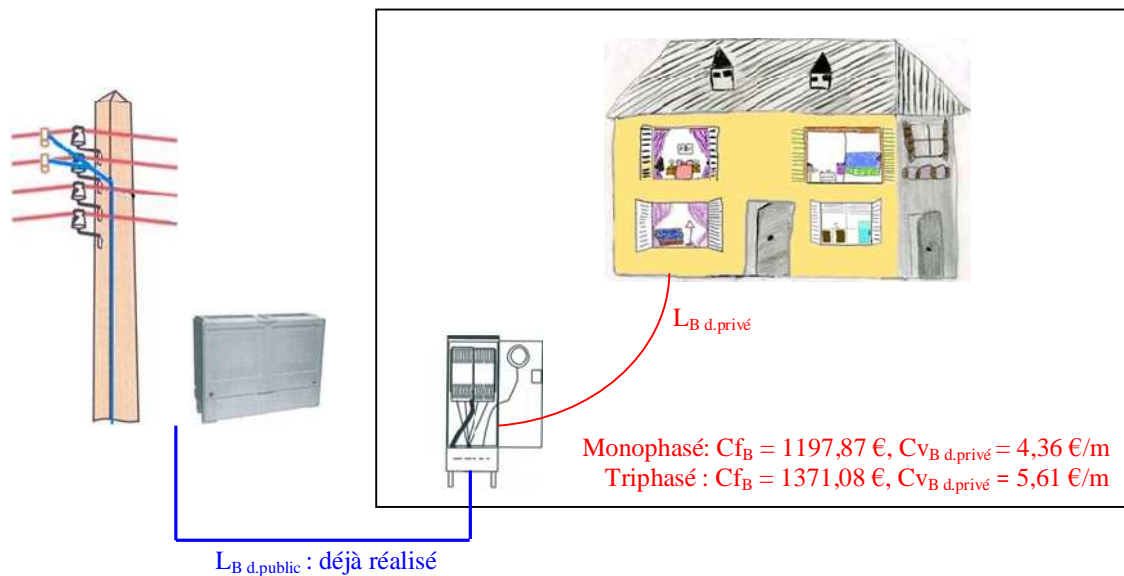 L_B d.privé
Monophasé: Cf_B = 1197,87 €, Cv_B d.privé = 4,36 €/m
Triphasé : Cf_B = 1371,08 €, Cv_B d.privé = 5,61 €/m
L_B d.public : déjà réalisé